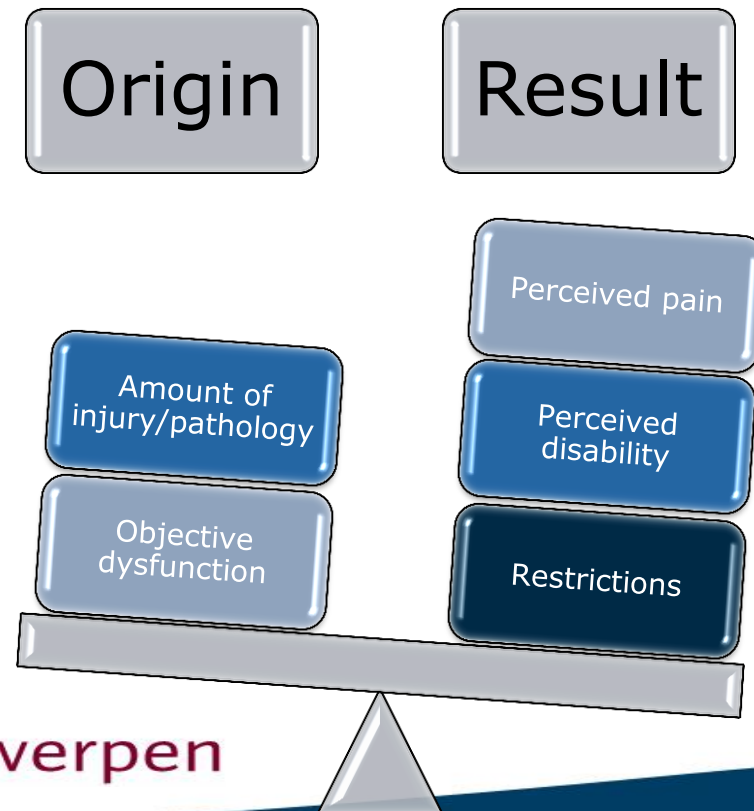 Origin
Result
Perceived pain
Amount of
injury/pathology
Perceived
disability
Objective
dysfunction
Restrictions
verpen